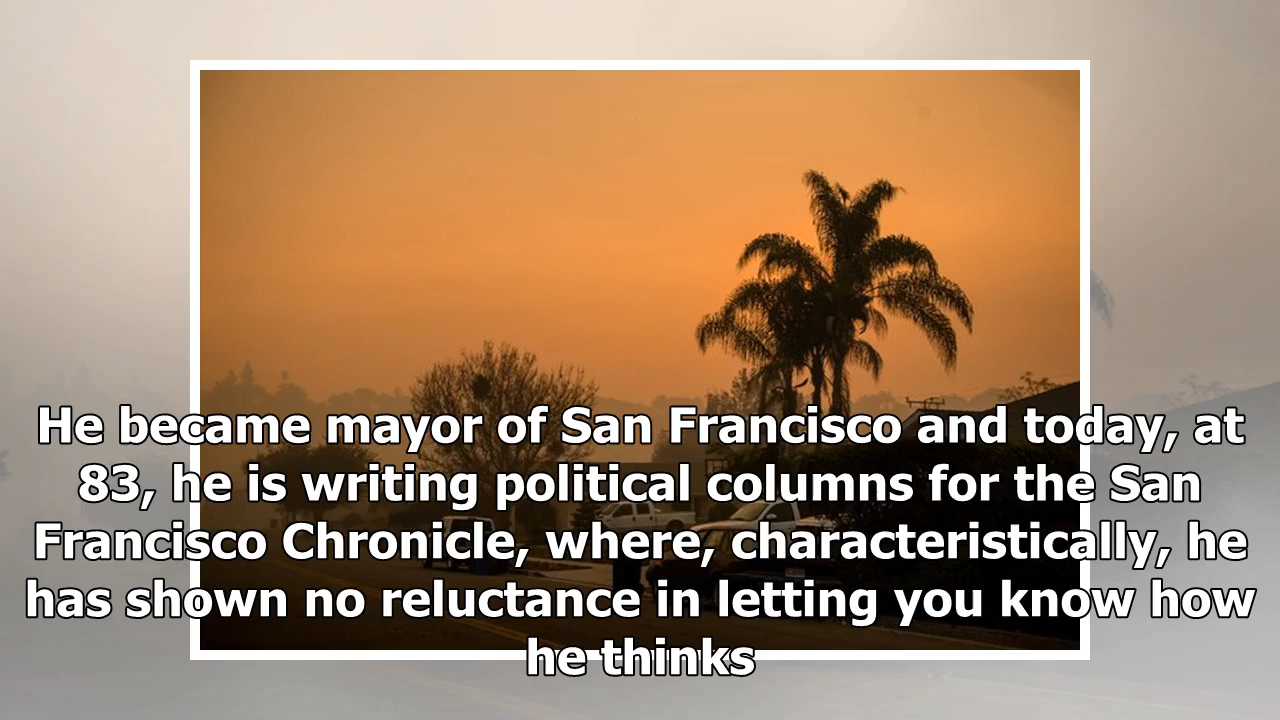 He became mayor of San Francisco and today, at
83, he is writing political columns for the San
Francisco Chronicle, where, characteristically, he
has shown no reluctance in letting you know how
he thinks